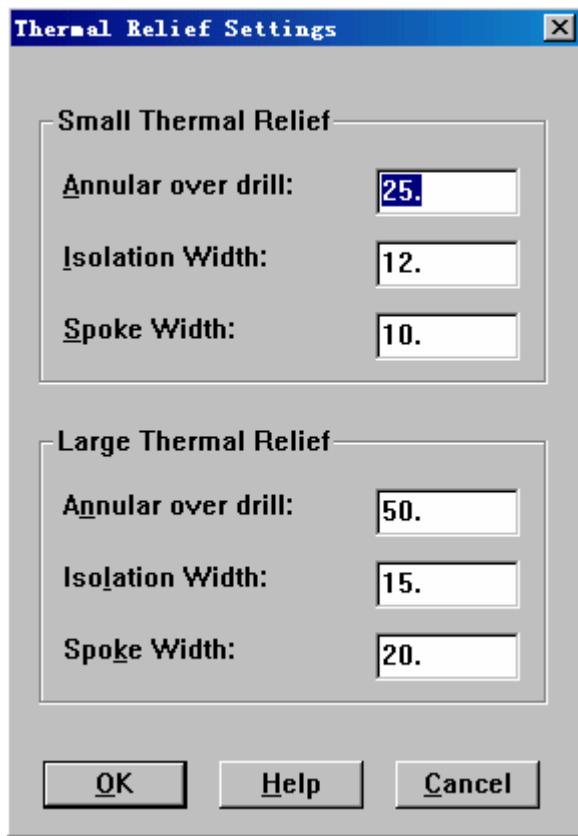 Thermal Relief Settings
Small Thermal Relief
Annular over drill: 25.
Isolation Width: 12.
Spoke Width: 10.
Large Thermal Relief
Annular over drill: 50.
Isolation Width: 15.
Spoke Width: 20.
OK Help Cancel